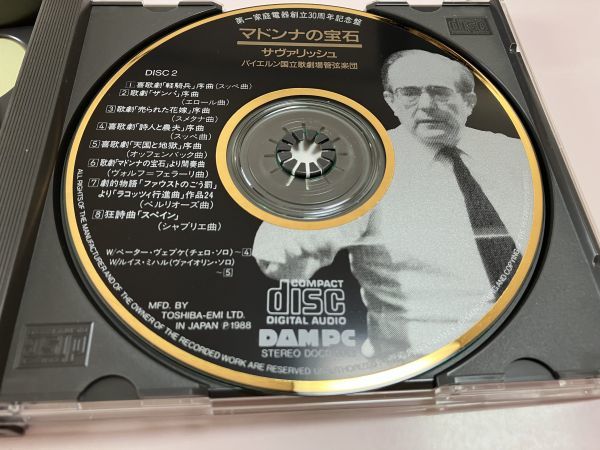 第一家庭電器創立30周年記念盤
マドンナの宝石
サヴァリッシュ
バイエルン国立歌劇場管弦楽団
DISC 2
1 喜歌劇「軽騎兵」序曲(スッペ曲)
2 歌劇「ザンパ」序曲
(エロール曲)
3 歌劇「売られた花嫁」序曲
(スメタナ曲)
4 喜歌劇「詩人と農夫」序曲
(スッペ曲)
5 喜歌劇「天国と地獄」序曲
(オッフェンバック曲)
6 歌劇「マドンナの宝石」より間奏曲
(ヴォルフ=フェラーリ曲)
7 劇的物語「ファウストのごう罰」
より「ラコッツィ行進曲」作品24
(ベルリオーズ曲)
8 狂詩曲「スペイン」
(シャブリエ曲)
W/ペーター・ヴェプケ(チェロ・ソロ)〜4
W/ルイス・ミハル(ヴァイオリン・ソロ)
〜5
MFD. BY
TOSHIBA-EMI LTD.
IN JAPAN P.1988
COMPACT
disc
DIGITAL AUDIO
DAM PC
STEREO
ALL RIGHTS OF THE MANUFACTURER AND OF THE OWNER OF THE RECORDED WORK ARE RESERVED.
COMPACT
disc